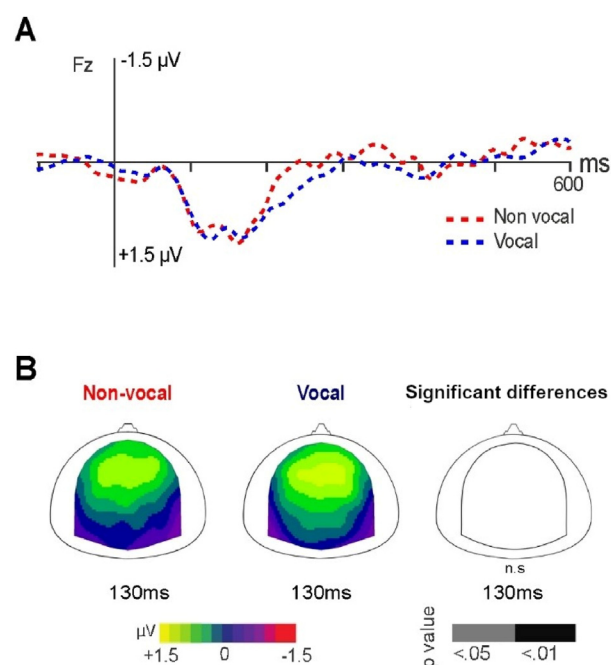 A
Fz
-1.5 µV
ms
600
Non vocal
Vocal
+1.5 µV
B
Non-vocal
Vocal
Significant differences
n.s
130ms
130ms
130ms
µV
+1.5
0
-1.5
p value
<.05
<.01